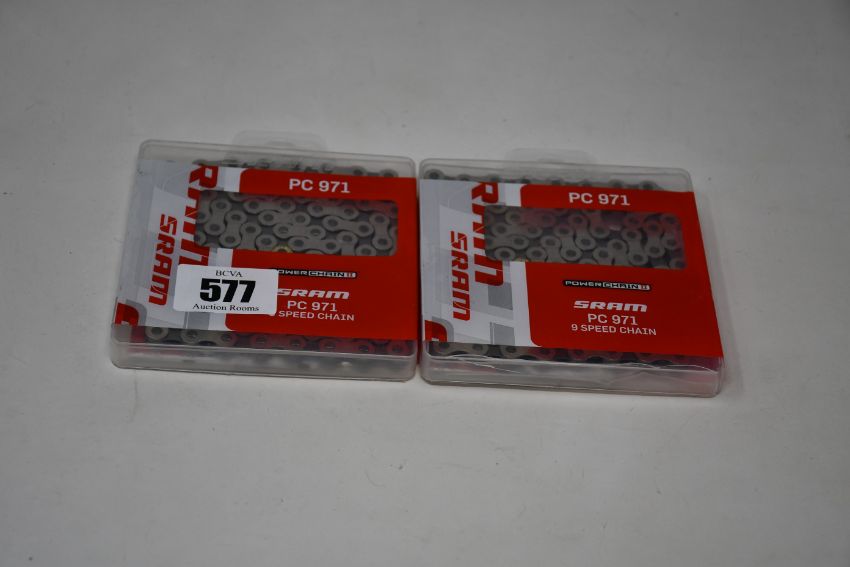 PC 971
SRAM
BCVA
577
Auction Rooms
POWERCHAIN II
SRAM
PC 971
SPEED CHAIN
PC 971
SRAM
POWERCHAIN II
SRAM
PC 971
9 SPEED CHAIN